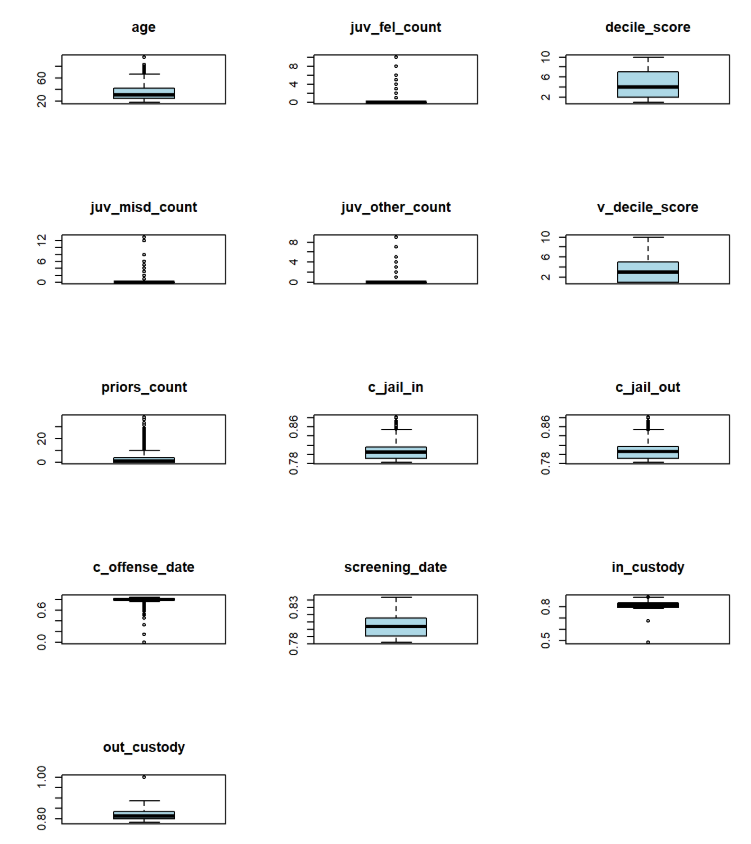 age
juv_fel_count
decile_score
20 60
0 4 8
2 6 10
juv_misd_count
juv_other_count
v_decile_score
0 6 12
0 4 8
2 6 10
priors_count
c_jail_in
c_jail_out
0 20
0.78 0.86
0.78 0.86
c_offense_date
screening_date
in_custody
0.0 0.6
0.78 0.83
0.5 0.8
out_custody
0.80 1.00